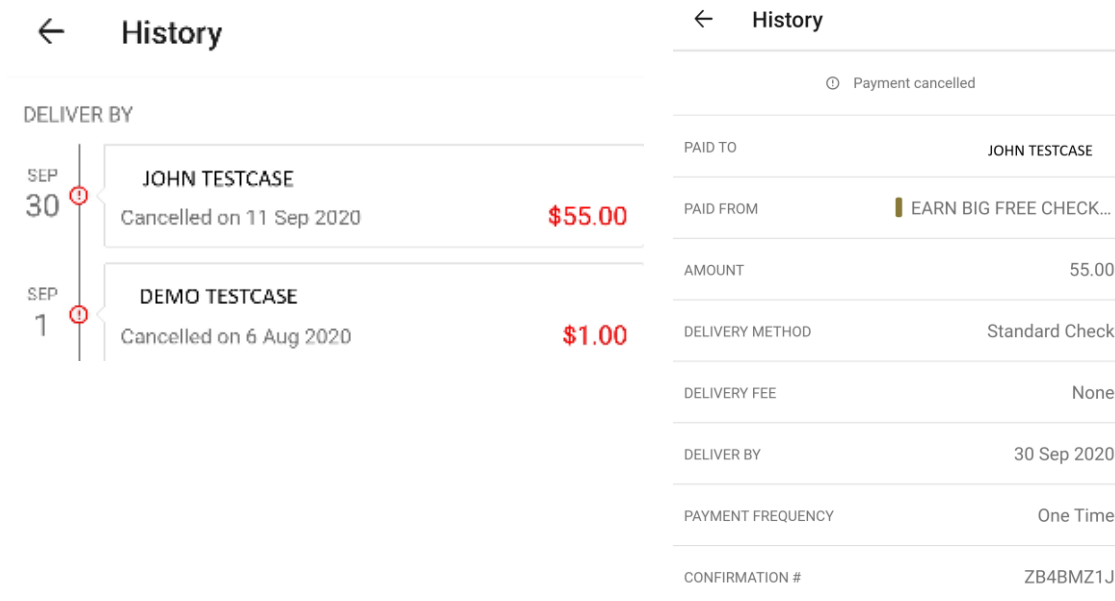 History
DELIVER BY
SEP
30
JOHN TESTCASE
Cancelled on 11 Sep 2020
$55.00
SEP
1
DEMO TESTCASE
Cancelled on 6 Aug 2020
$1.00
History
Payment cancelled
PAID TO JOHN TESTCASE
PAID FROM EARN BIG FREE CHECK...
AMOUNT 55.00
DELIVERY METHOD Standard Check
DELIVERY FEE None
DELIVER BY 30 Sep 2020
PAYMENT FREQUENCY One Time
CONFIRMATION # ZB4BMZ1J